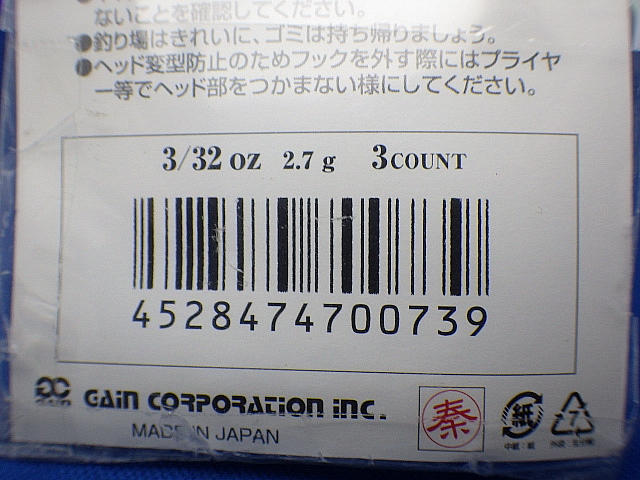 ないことを確認してください。
●釣り場はきれいに、ゴミは持ち帰りましょう。
●ヘッド変型防止のためフックを外す際にはプライヤ
ー等でヘッド部をつかまない様にしてください。
3/32 oz 2.7 g 3COUNT
4528474700739
GAIN CORPORATION INC.
MADE IN JAPAN
秦
紙
7